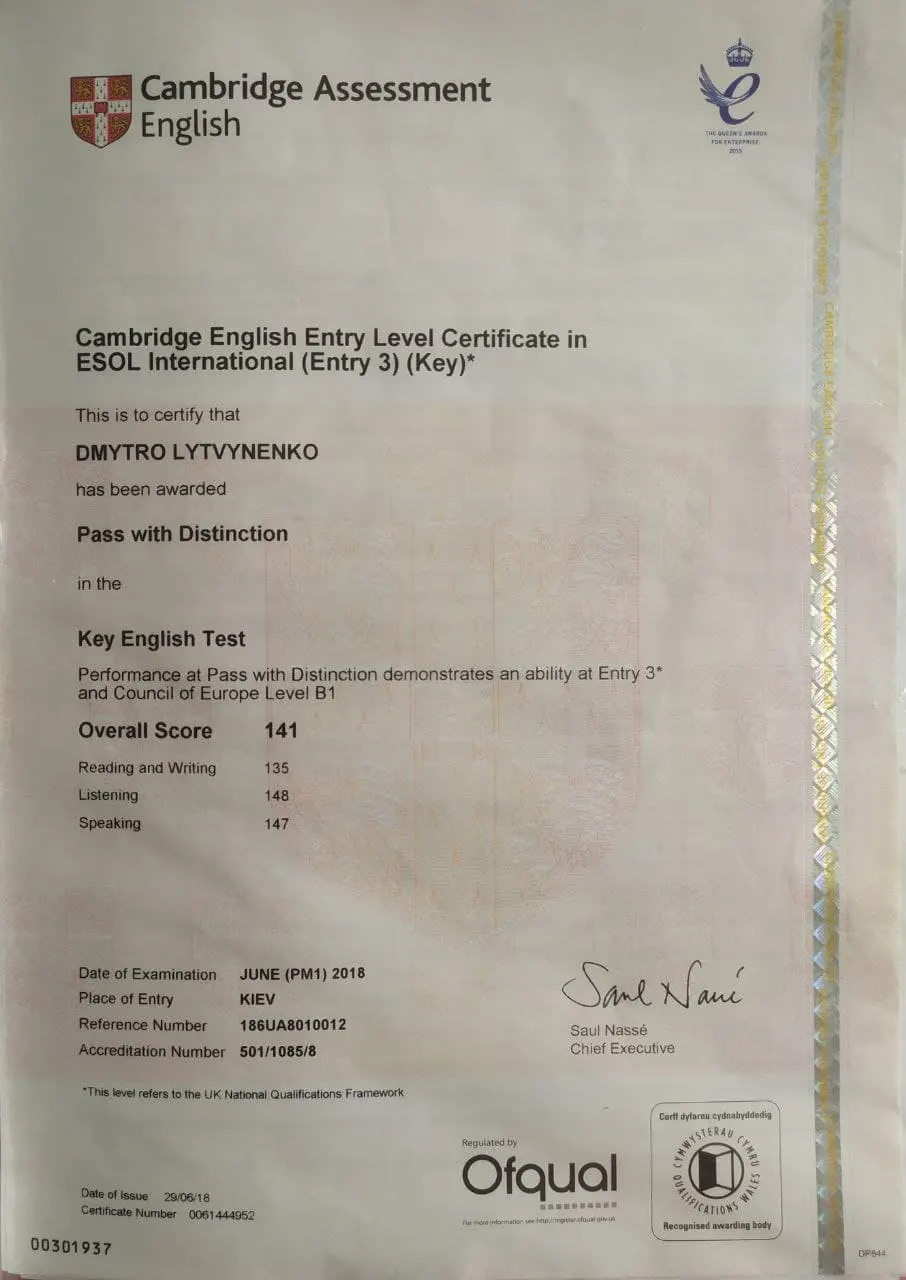 Cambridge Assessment
English
THE QUEEN'S AWARDS
FOR ENTERPRISE:
2015
Cambridge English Entry Level Certificate in
ESOL International (Entry 3) (Key)*
This is to certify that
DMYTRO LYTVYNENKO
has been awarded
Pass with Distinction
in the
Key English Test
Performance at Pass with Distinction demonstrates an ability at Entry 3*
and Council of Europe Level B1
Overall Score 141
Reading and Writing 135
Listening 148
Speaking 147
Date of Examination JUNE (PM1) 2018
Place of Entry KIEV
Reference Number 186UA8010012
Accreditation Number 501/1085/8
Saul Nassé
Saul Nassé
Chief Executive
*This level refers to the UK National Qualifications Framework
Regulated by
Ofqual
For more information see http://register.ofqual.gov.uk
Corff dyfarnu cydnabyddedig
CYMWYSTERAU CYMRU
QUALIFICATIONS WALES
Recognised awarding body
Date of Issue 29/06/18
Certificate Number 0061444952
00301937
DP844